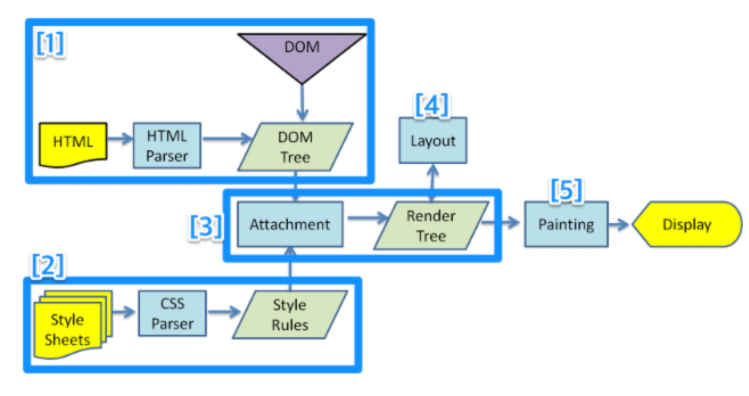 [1]
DOM
HTML
HTML
Parser
DOM
Tree
[4]
Layout
[3]
Attachment
Render
Tree
[5]
Painting
Display
[2]
Style
Sheets
CSS
Parser
Style
Rules